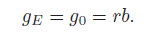 g_E = g_0 = rb.